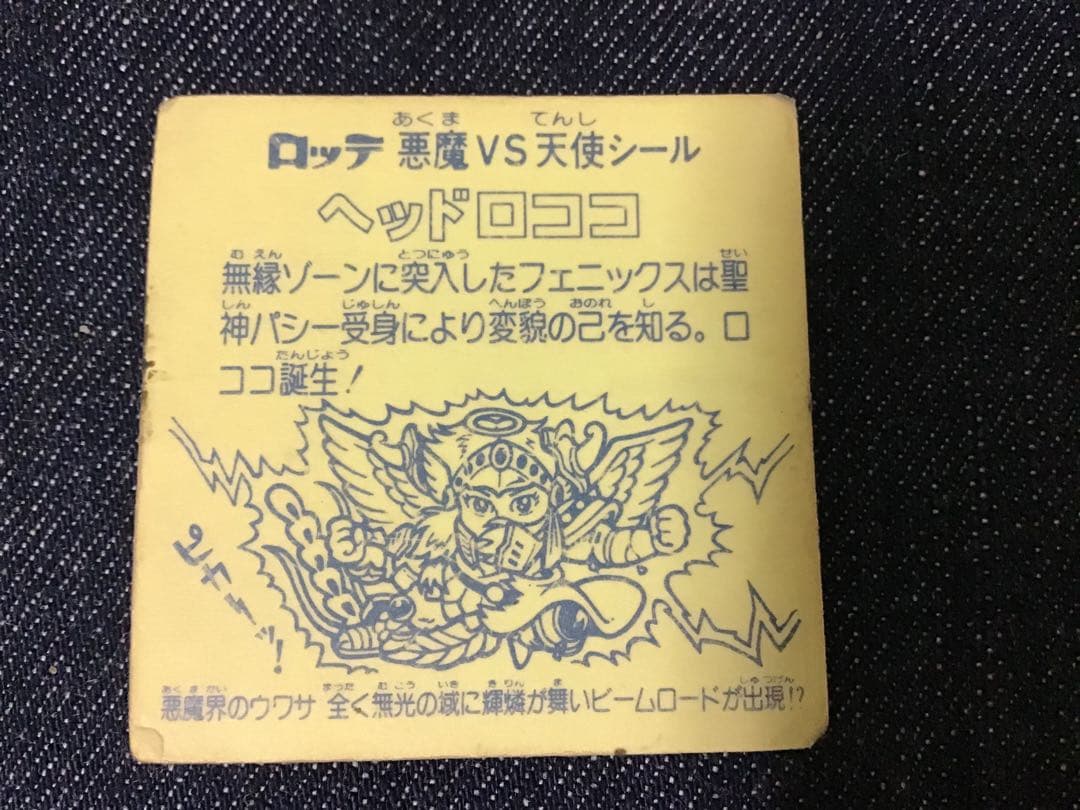 あくま てんし
ロッテ 悪魔VS天使シール
ヘッドロココ
むえん とつにゅう せい
無縁ゾーンに突入したフェニックスは聖
しん じゅしん へんぼう おのれ し
神パシー受身により変貌の己を知る。ロ
たんじょう
ココ誕生!
ピカーッ!
あくまかい まった むこう いき きりん ま しゅつげん
悪魔界のウワサ 全く無光の域に輝燐が舞いビームロードが出現!?